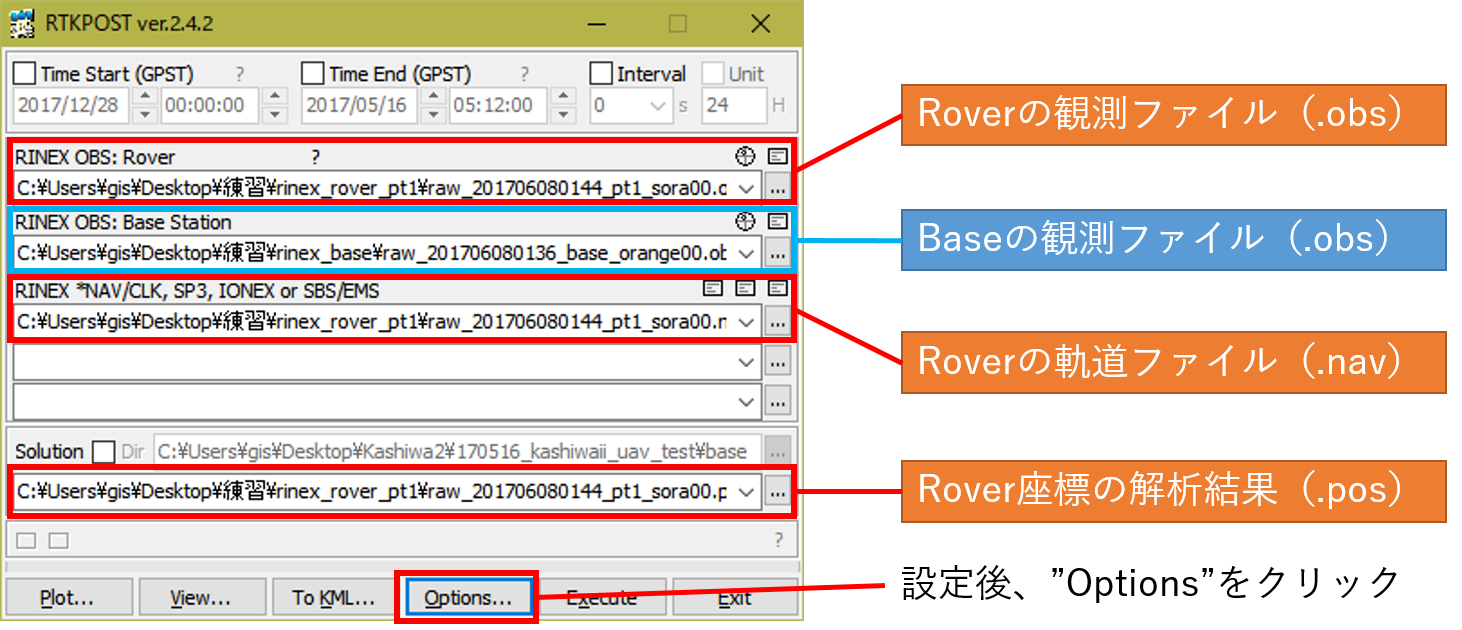 RTKPOST ver.2.4.2
Time Start (GPST) ? Time End (GPST) ? Interval Unit
2017/12/28 00:00:00 2017/05/16 05:12:00 0 s 24 H
RINEX OBS: Rover ?
C:¥Users¥gis¥Desktop¥練習¥rinex_rover_pt1¥raw_201706080144_pt1_sora00.o ...
Roverの観測ファイル（.obs）
RINEX OBS: Base Station
C:¥Users¥gis¥Desktop¥練習¥rinex_base¥raw_201706080136_base_orange00.ob ...
Baseの観測ファイル（.obs）
RINEX *NAV/CLK, SP3, IONEX or SBS/EMS
C:¥Users¥gis¥Desktop¥練習¥rinex_rover_pt1¥raw_201706080144_pt1_sora00.n ...
Roverの軌道ファイル（.nav）
...
...
Solution Dir C:¥Users¥gis¥Desktop¥Kashiwa2¥170516_kashiwaii_uav_test¥base ...
C:¥Users¥gis¥Desktop¥練習¥rinex_rover_pt1¥raw_201706080144_pt1_sora00.p ...
Rover座標の解析結果（.pos）
?
Plot... View... To KML... Options... Execute Exit
設定後、”Options”をクリック